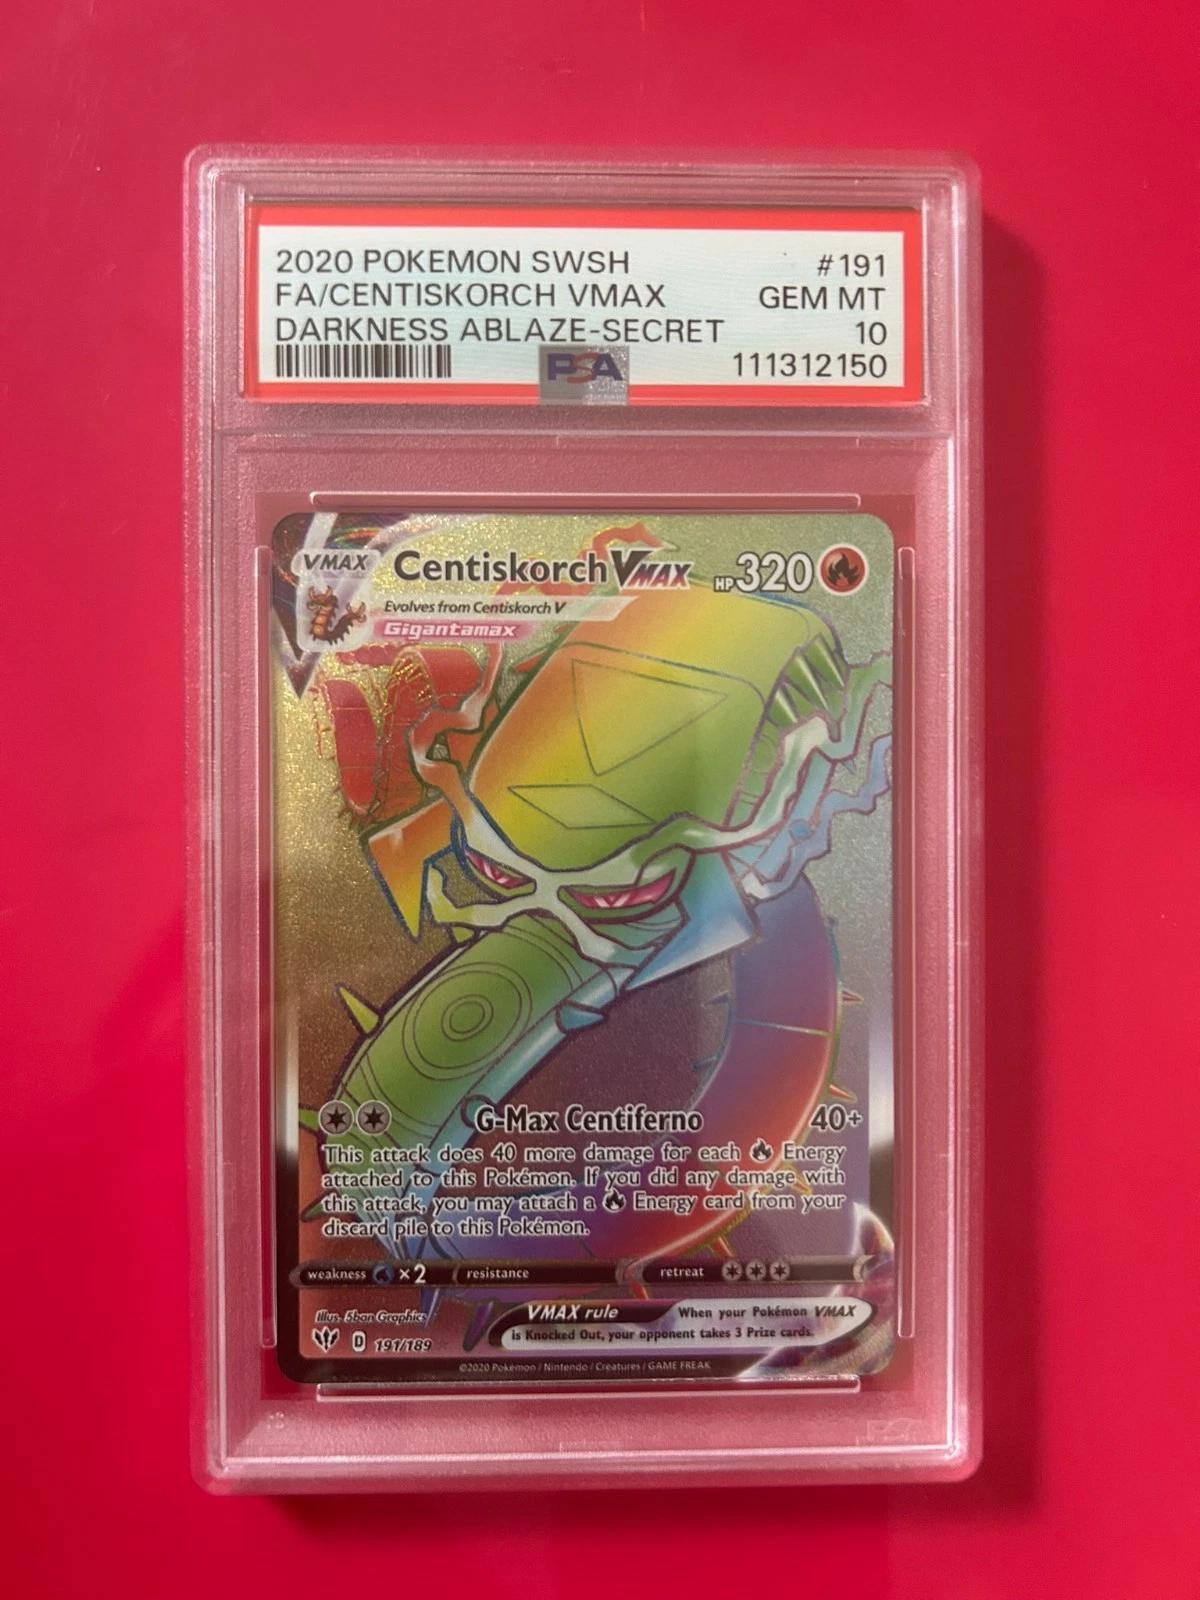 2020 POKEMON SWSH #191
FA/CENTISKORCH VMAX GEM MT
DARKNESS ABLAZE-SECRET 10
PSA 111312150
VMAX Centiskorch VMAX HP 320
Evolves from Centiskorch V
Gigantamax
G-Max Centiferno 40+
This attack does 40 more damage for each Energy
attached to this Pokémon. If you did any damage with
this attack, you may attach a Energy card from your
discard pile to this Pokémon.
weakness ×2 resistance retreat
Illus. 5ban Graphics
VMAX rule When your Pokémon VMAX
is Knocked Out, your opponent takes 3 Prize cards.
D 191/189
©2020 Pokémon / Nintendo / Creatures / GAME FREAK